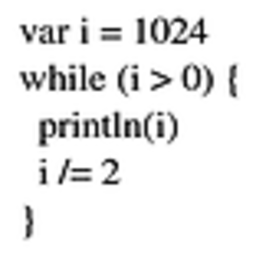 var i = 1024
while (i > 0) {
  println(i)
  i /= 2
}